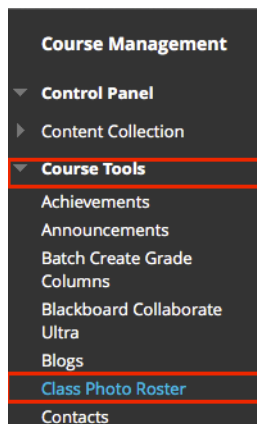 Course Management
Control Panel
Content Collection
Course Tools
Achievements
Announcements
Batch Create Grade
Columns
Blackboard Collaborate
Ultra
Blogs
Class Photo Roster
Contacts